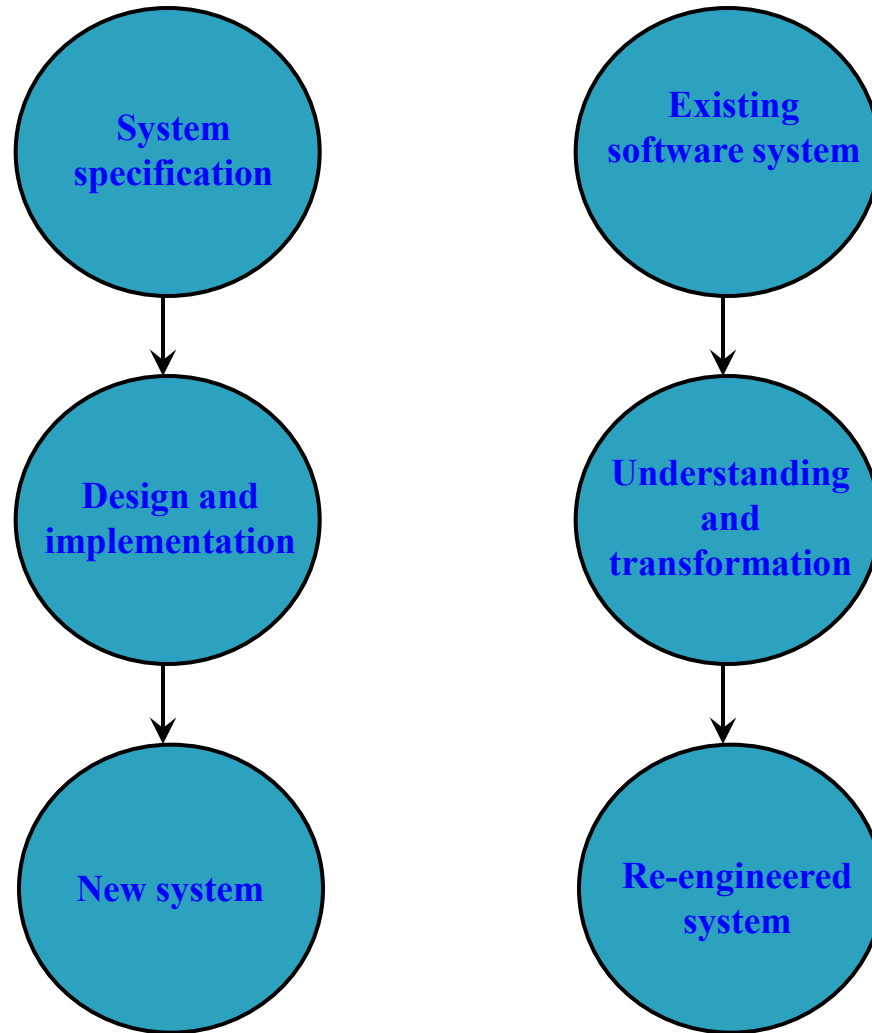 System
specification
Design and
implementation
New system
Existing
software system
Understanding
and
transformation
Re-engineered
system